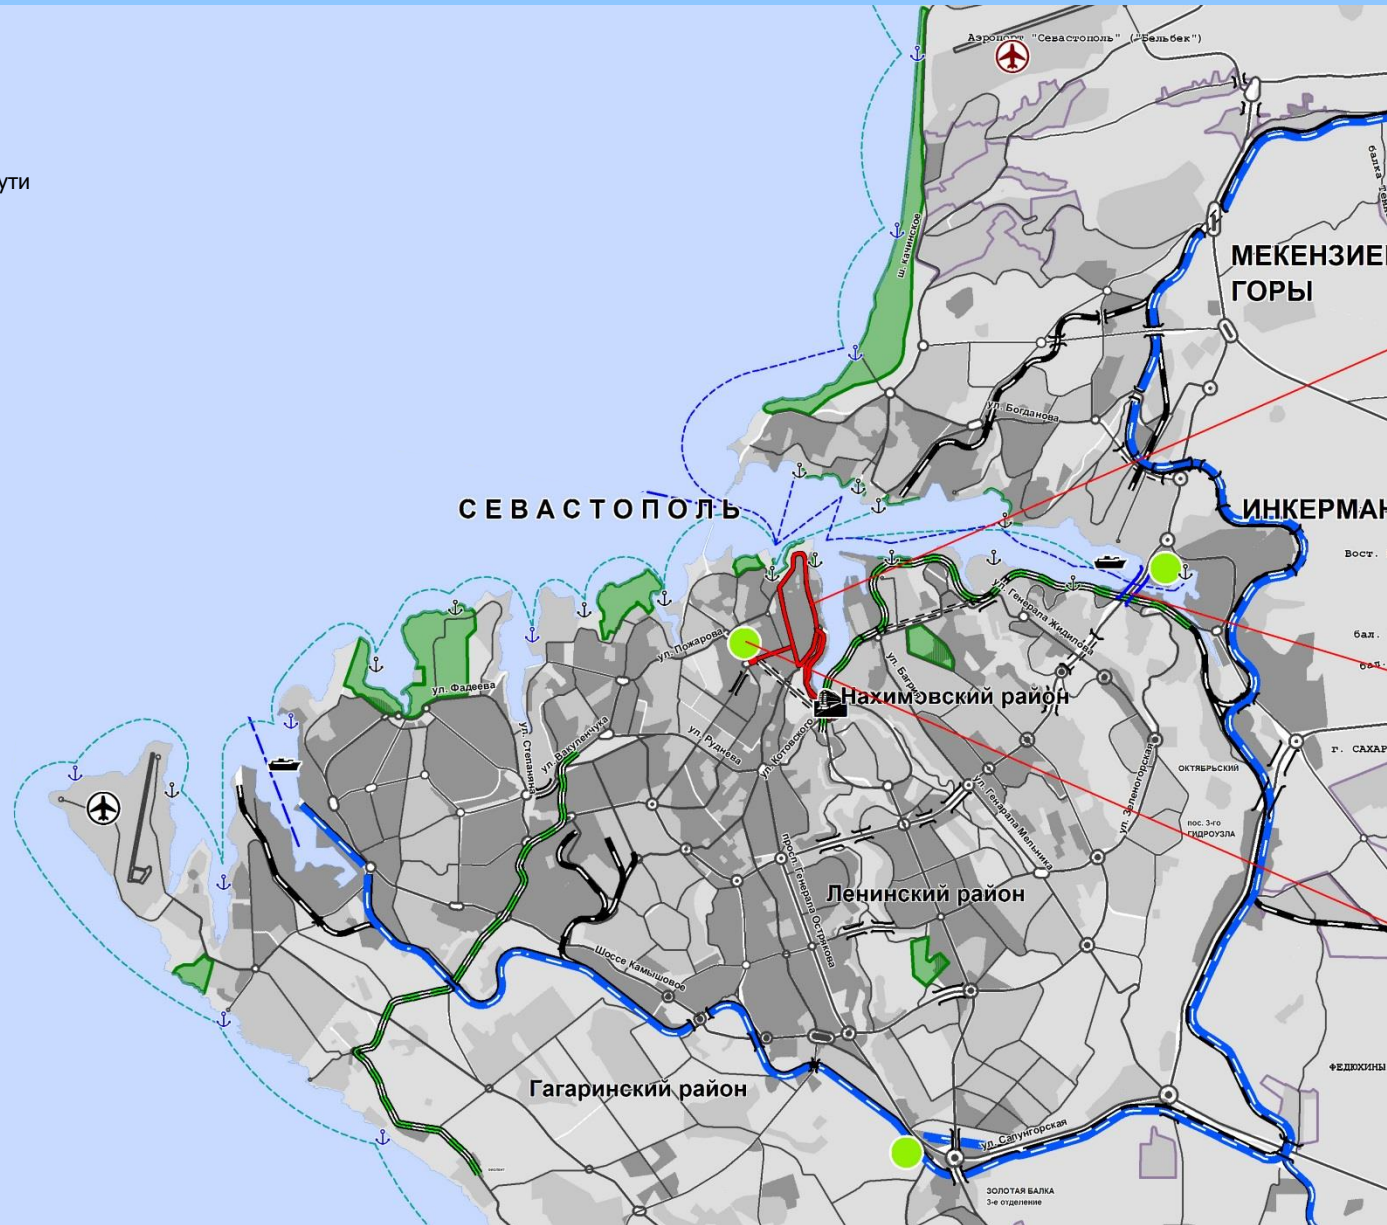 Аэропорт "Севастополь" ("Бельбек")
ути
ш. качинское
МЕКЕНЗИЕ
ГОРЫ
ул. Богданова
СЕВАСТОПОЛЬ
ИНКЕРМАН
Вост.
ул. Генерала Жидилова
бал.
бал.
ул. Пожарова
ул. Багрия
ул. Фадеева
Нахимовский район
ул. Степаняна
ул. Вакуленчука
ул. Руднева
ул. Котовского
г. САХАР
ОКТЯБРЬСКИЙ
ул. Зеленогорская
ул. Генерала Мельника
пос. 3-го
ГИДРОУЗЛА
просп. Генерала Острякова
Ленинский район
Шоссе Камышовое
ФЕДЮХИНЫ
Гагаринский район
ул. Сапунгорская
ЗОЛОТАЯ БАЛКА
3-е отделение